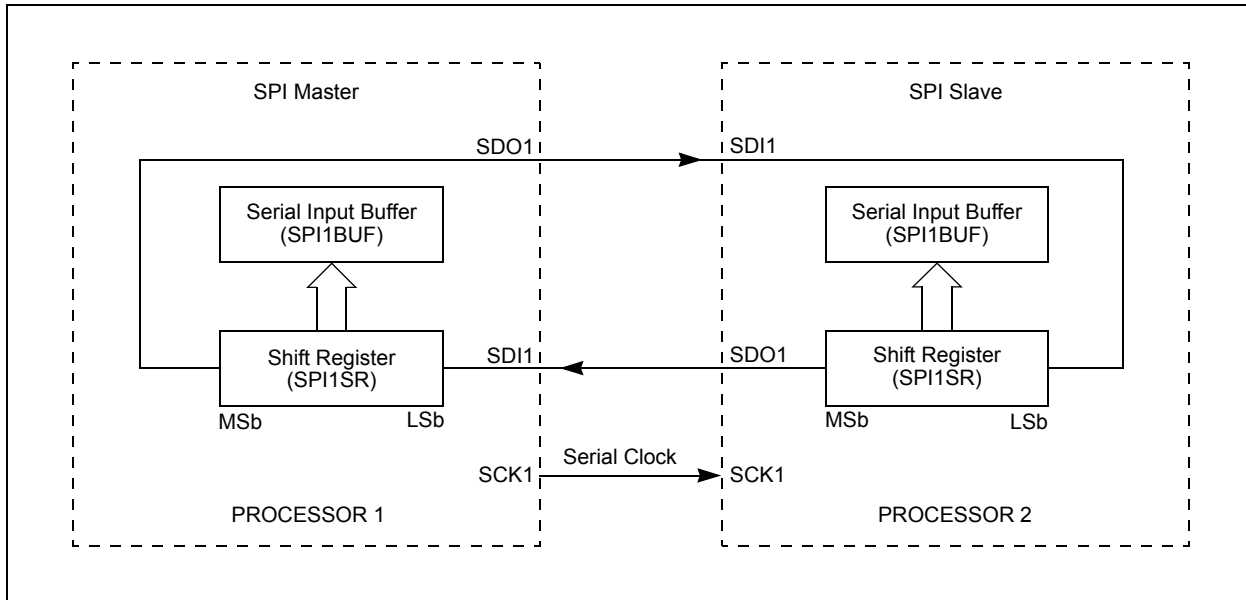 SPI Master
SPI Slave
SDO1
SDI1
Serial Input Buffer
(SPI1BUF)
Serial Input Buffer
(SPI1BUF)
Shift Register
(SPI1SR)
SDI1
SDO1
Shift Register
(SPI1SR)
MSb
LSb
MSb
LSb
Serial Clock
SCK1
SCK1
PROCESSOR 1
PROCESSOR 2